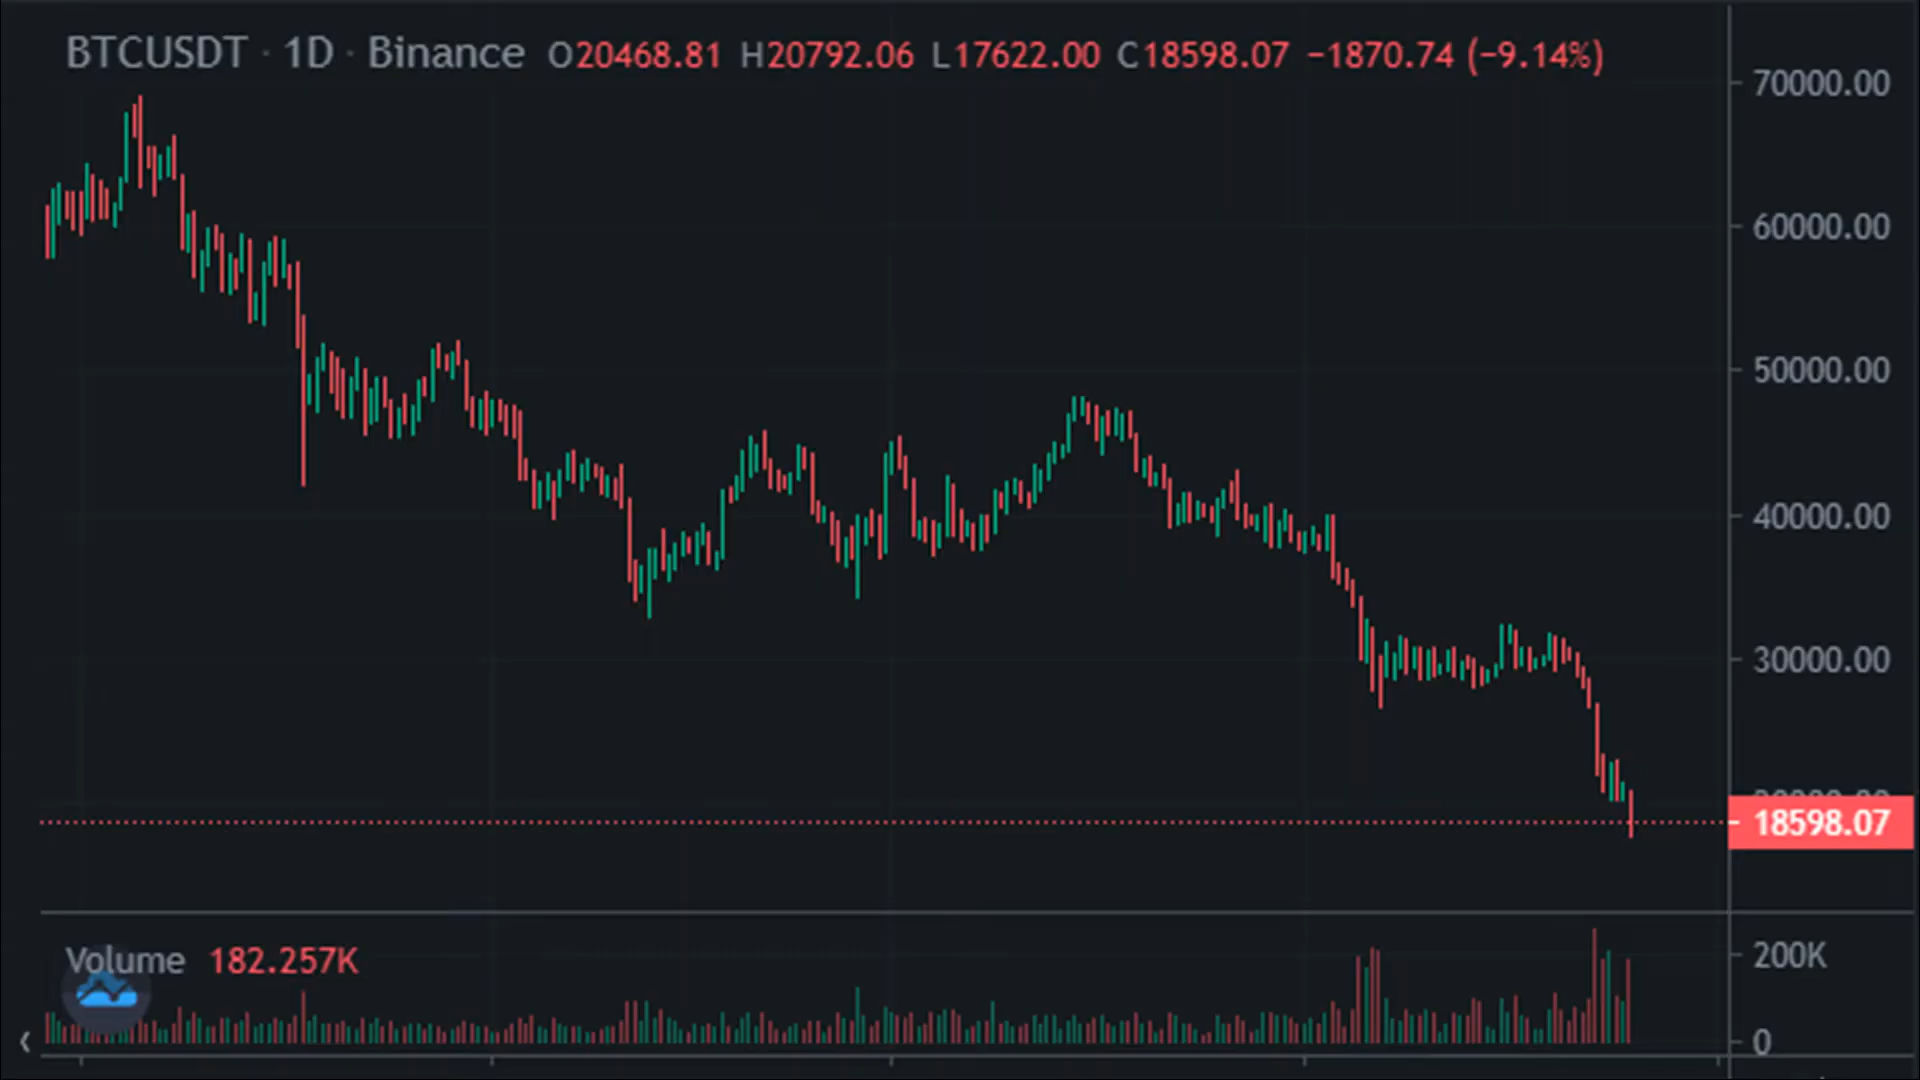 BTCUSDT · 1D · Binance O20468.81 H20792.06 L17622.00 C18598.07 −1870.74 (−9.14%)
70000.00
60000.00
50000.00
40000.00
30000.00
18598.07
Volume 182.257K
200K
0